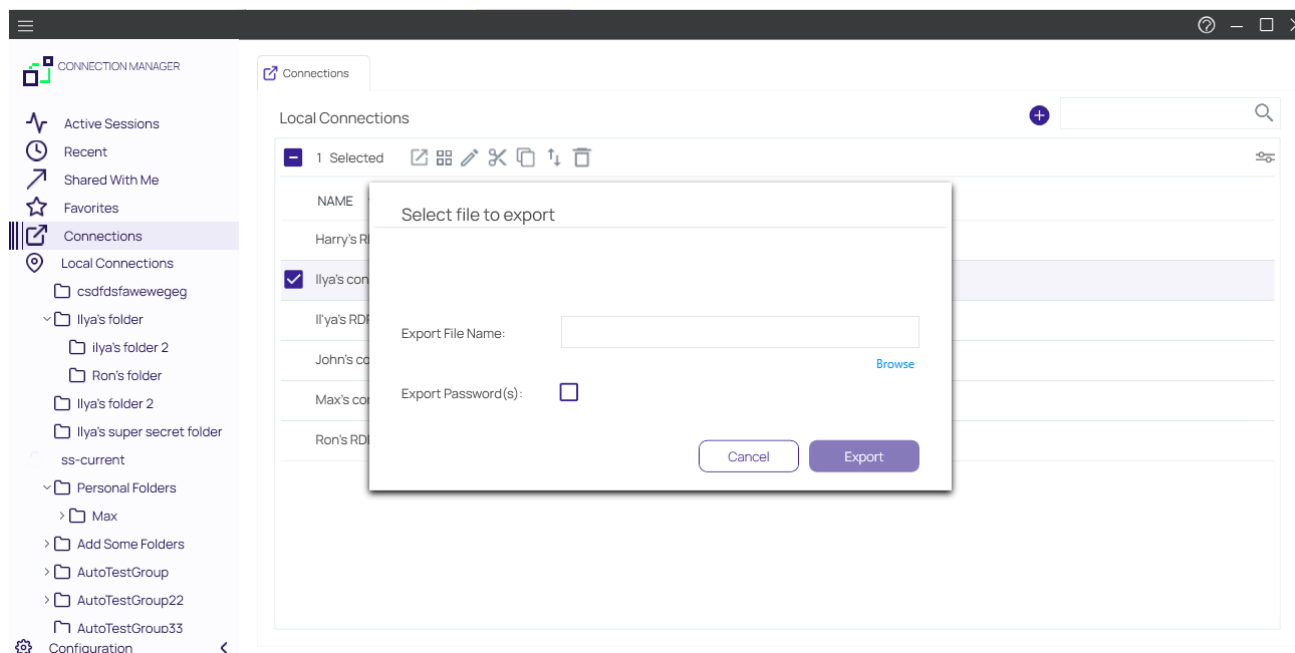 CONNECTION MANAGER
Active Sessions
Recent
Shared With Me
Favorites
Connections
Local Connections
csdfdsfawewegeg
Ilya's folder
ilya's folder 2
Ron's folder
Ilya's folder 2
Ilya's super secret folder
ss-current
Personal Folders
Max
Add Some Folders
AutoTestGroup
AutoTestGroup22
AutoTestGroup33
Configuration
Connections
Local Connections
1 Selected
NAME
Harry's R
Ilya's con
Il'ya's RD
John's co
Max's co
Ron's RD
Select file to export
Export File Name:
Browse
Export Password(s):
Cancel Export